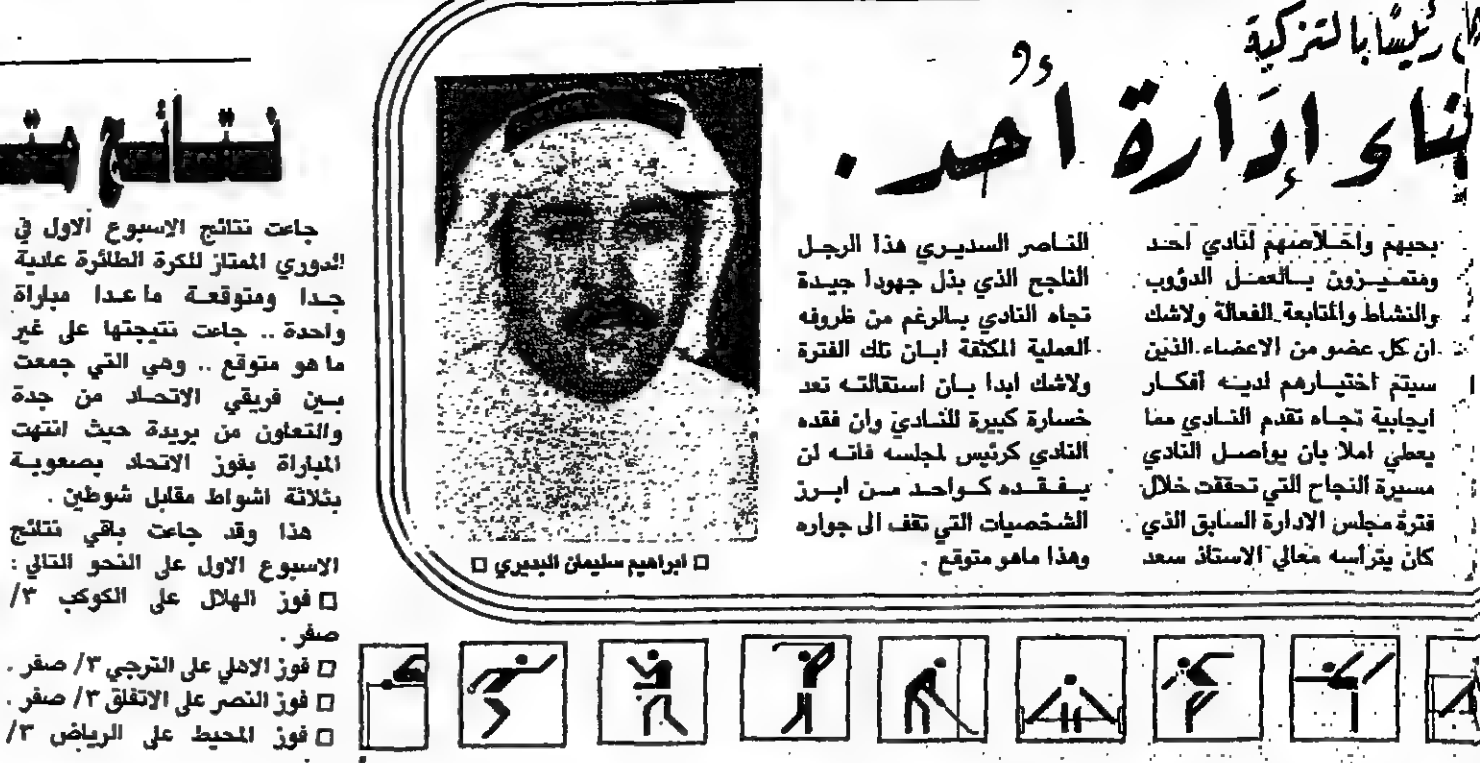 رئيسًا بالتزكية
إدارة أُحد .
بحبهم واخلاصهم لنادي احد
ومتميزون بالعمل الدؤوب
والنشاط والمتابعة الفعالة ولاشك
ان كل عضو من الاعضاء الذين
سيتم اختيارهم لديه أفكار
ايجابية تجاه تقدم النادي مما
يعطي املا بان يواصل النادي
مسيرة النجاح التي تحققت خلال
فترة مجلس الادارة السابق الذي
كان يتراسه معالي الاستاذ سعد
الناصر السديري هذا الرجل
الناجح الذي بذل جهودا جيدة
تجاه النادي بالرغم من ظروفه
العملية المكثفة ابان تلك الفترة
ولاشك ابدا بان استقالته تعد
خسارة كبيرة للنادي وان فقده
النادي كرئيس لمجلسه فانه لن
يفقده كواحد من ابرز
الشخصيات التي تقف الى جواره
وهذا ماهو متوقع .
□ ابراهيم سليمان البديري □
نتائج
جاءت نتائج الاسبوع الاول في
الدوري الممتاز للكرة الطائرة عادية
جدا ومتوقعة ماعدا مباراة
واحدة .. جاءت نتيجتها على غير
ما هو متوقع .. وهي التي جمعت
بين فريقي الاتحاد من جدة
والتعاون من بريدة حيث انتهت
المباراة بفوز الاتحاد بصعوبة
بثلاثة اشواط مقابل شوطين .
هذا وقد جاءت باقي نتائج
الاسبوع الاول على النحو التالي :
□ فوز الهلال على الكوكب ٣/
صفر .
□ فوز الاهلي على الترجي ٣/ صفر .
□ فوز النصر على الاتفاق ٣/ صفر .
□ فوز المحيط على الرياض ٣/